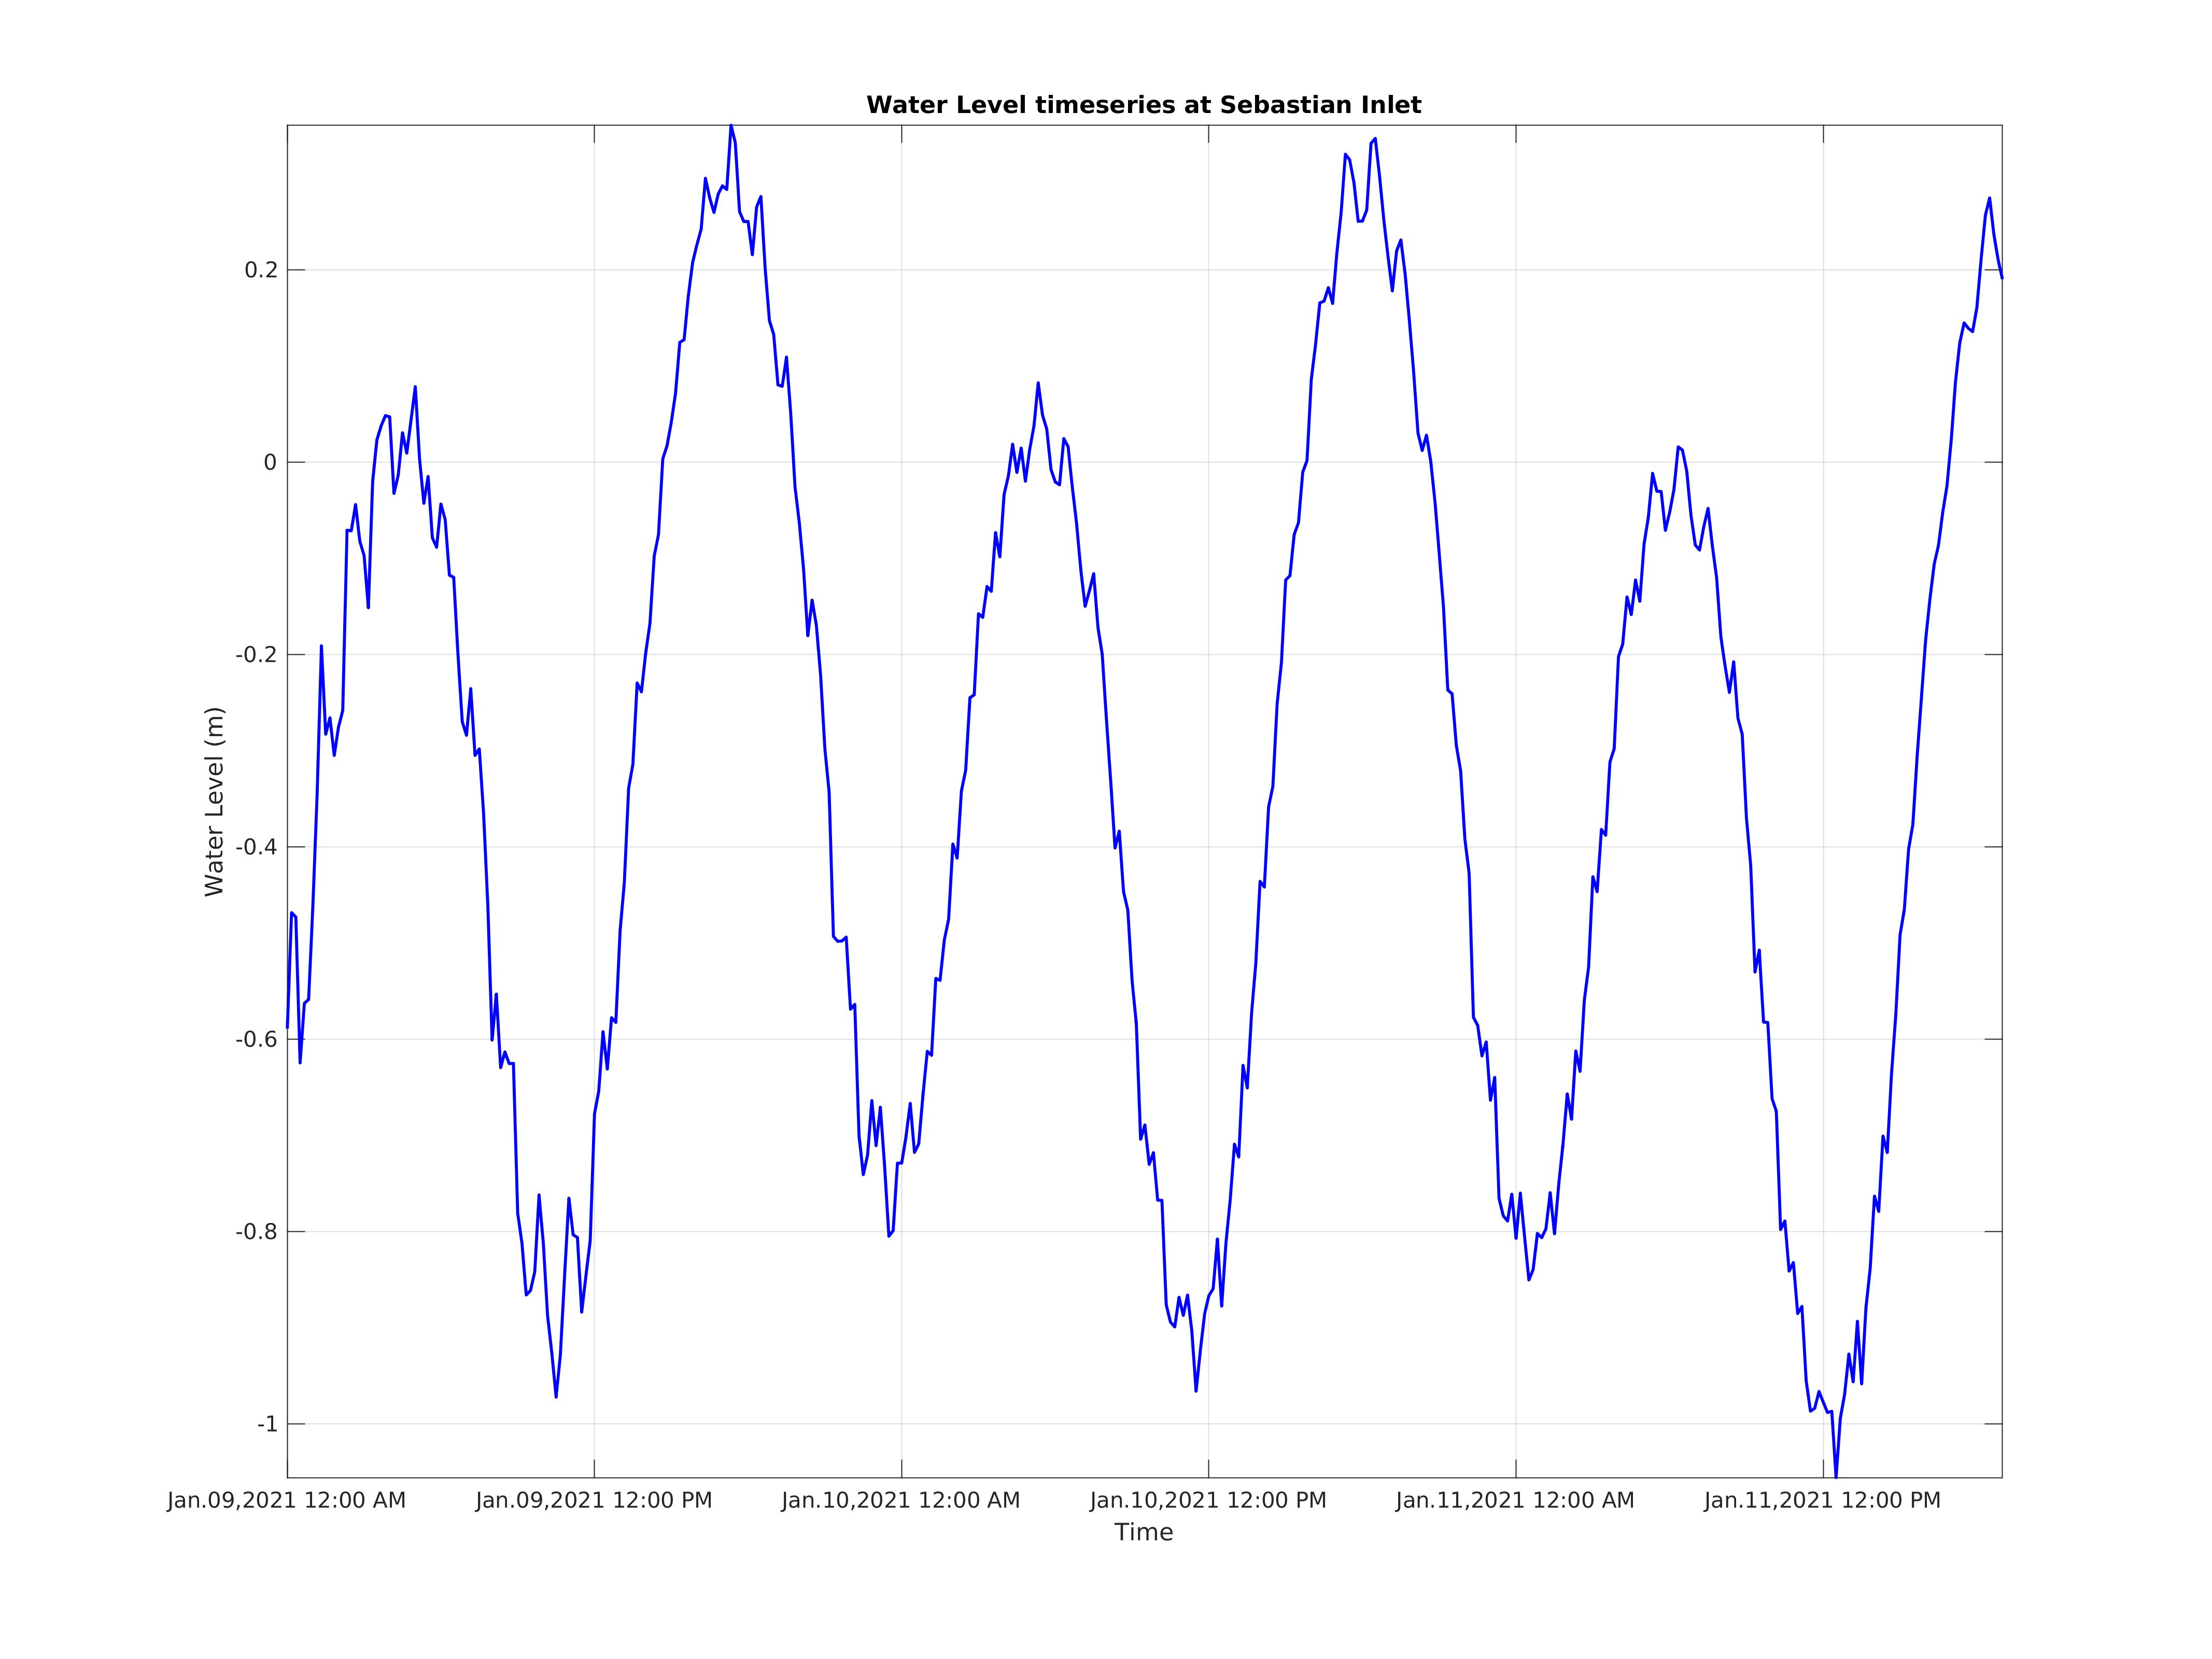 Water Level timeseries at Sebastian Inlet
0.2
0
-0.2
-0.4
-0.6
-0.8
-1
Water Level (m)
Jan.09,2021 12:00 AM
Jan.09,2021 12:00 PM
Jan.10,2021 12:00 AM
Jan.10,2021 12:00 PM
Jan.11,2021 12:00 AM
Jan.11,2021 12:00 PM
Time